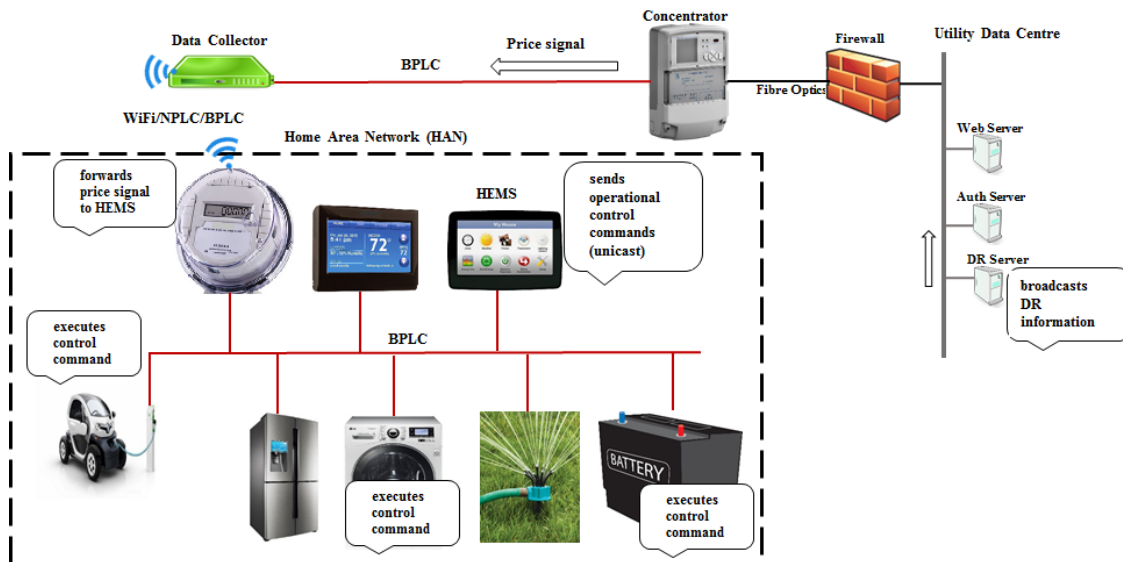 Concentrator
Utility Data Centre
Data Collector
Price signal
Firewall
BPLC
Fibre Optics
WiFi/NPLC/BPLC
Web Server
Home Area Network (HAN)
forwards
price signal
to HEMS
HEMS
sends
operational
control
commands
(unicast)
Auth Server
DR Server
broadcasts
DR
information
72°
executes
control
command
BPLC
BATTERY
executes
control
command
executes
control
command